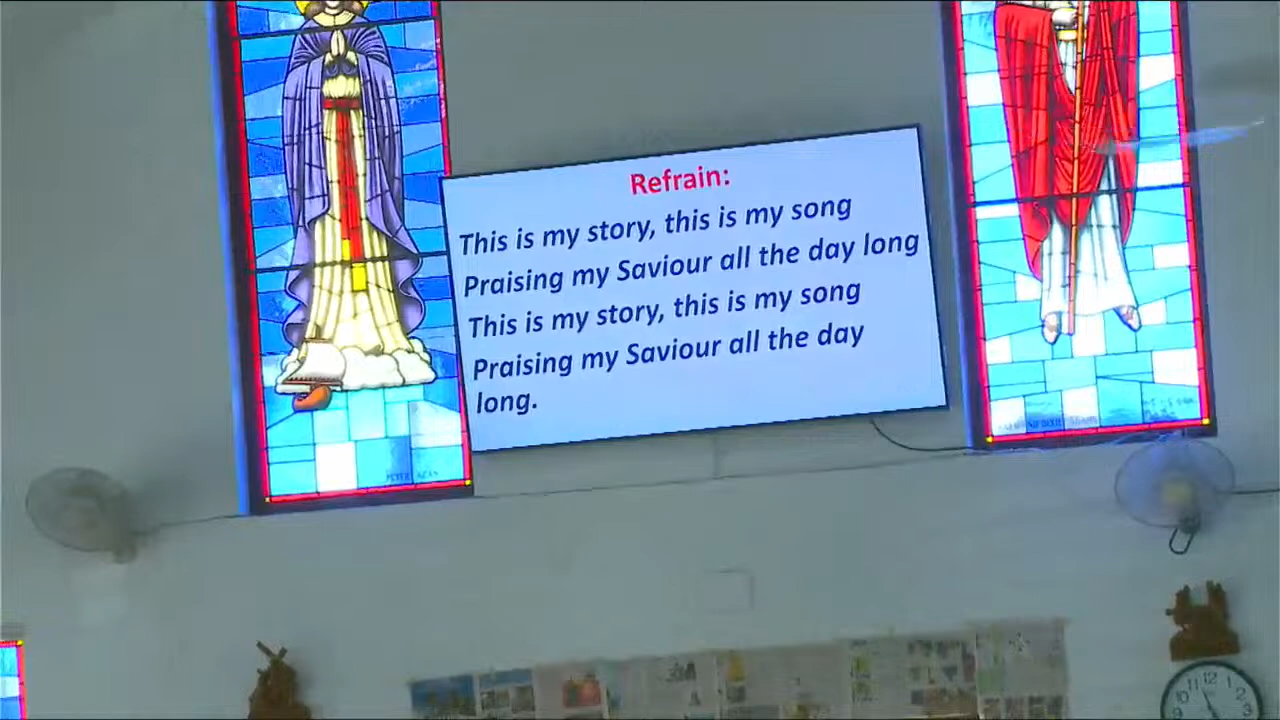 Refrain:
This is my story, this is my song
Praising my Saviour all the day long
This is my story, this is my song
Praising my Saviour all the day
long.